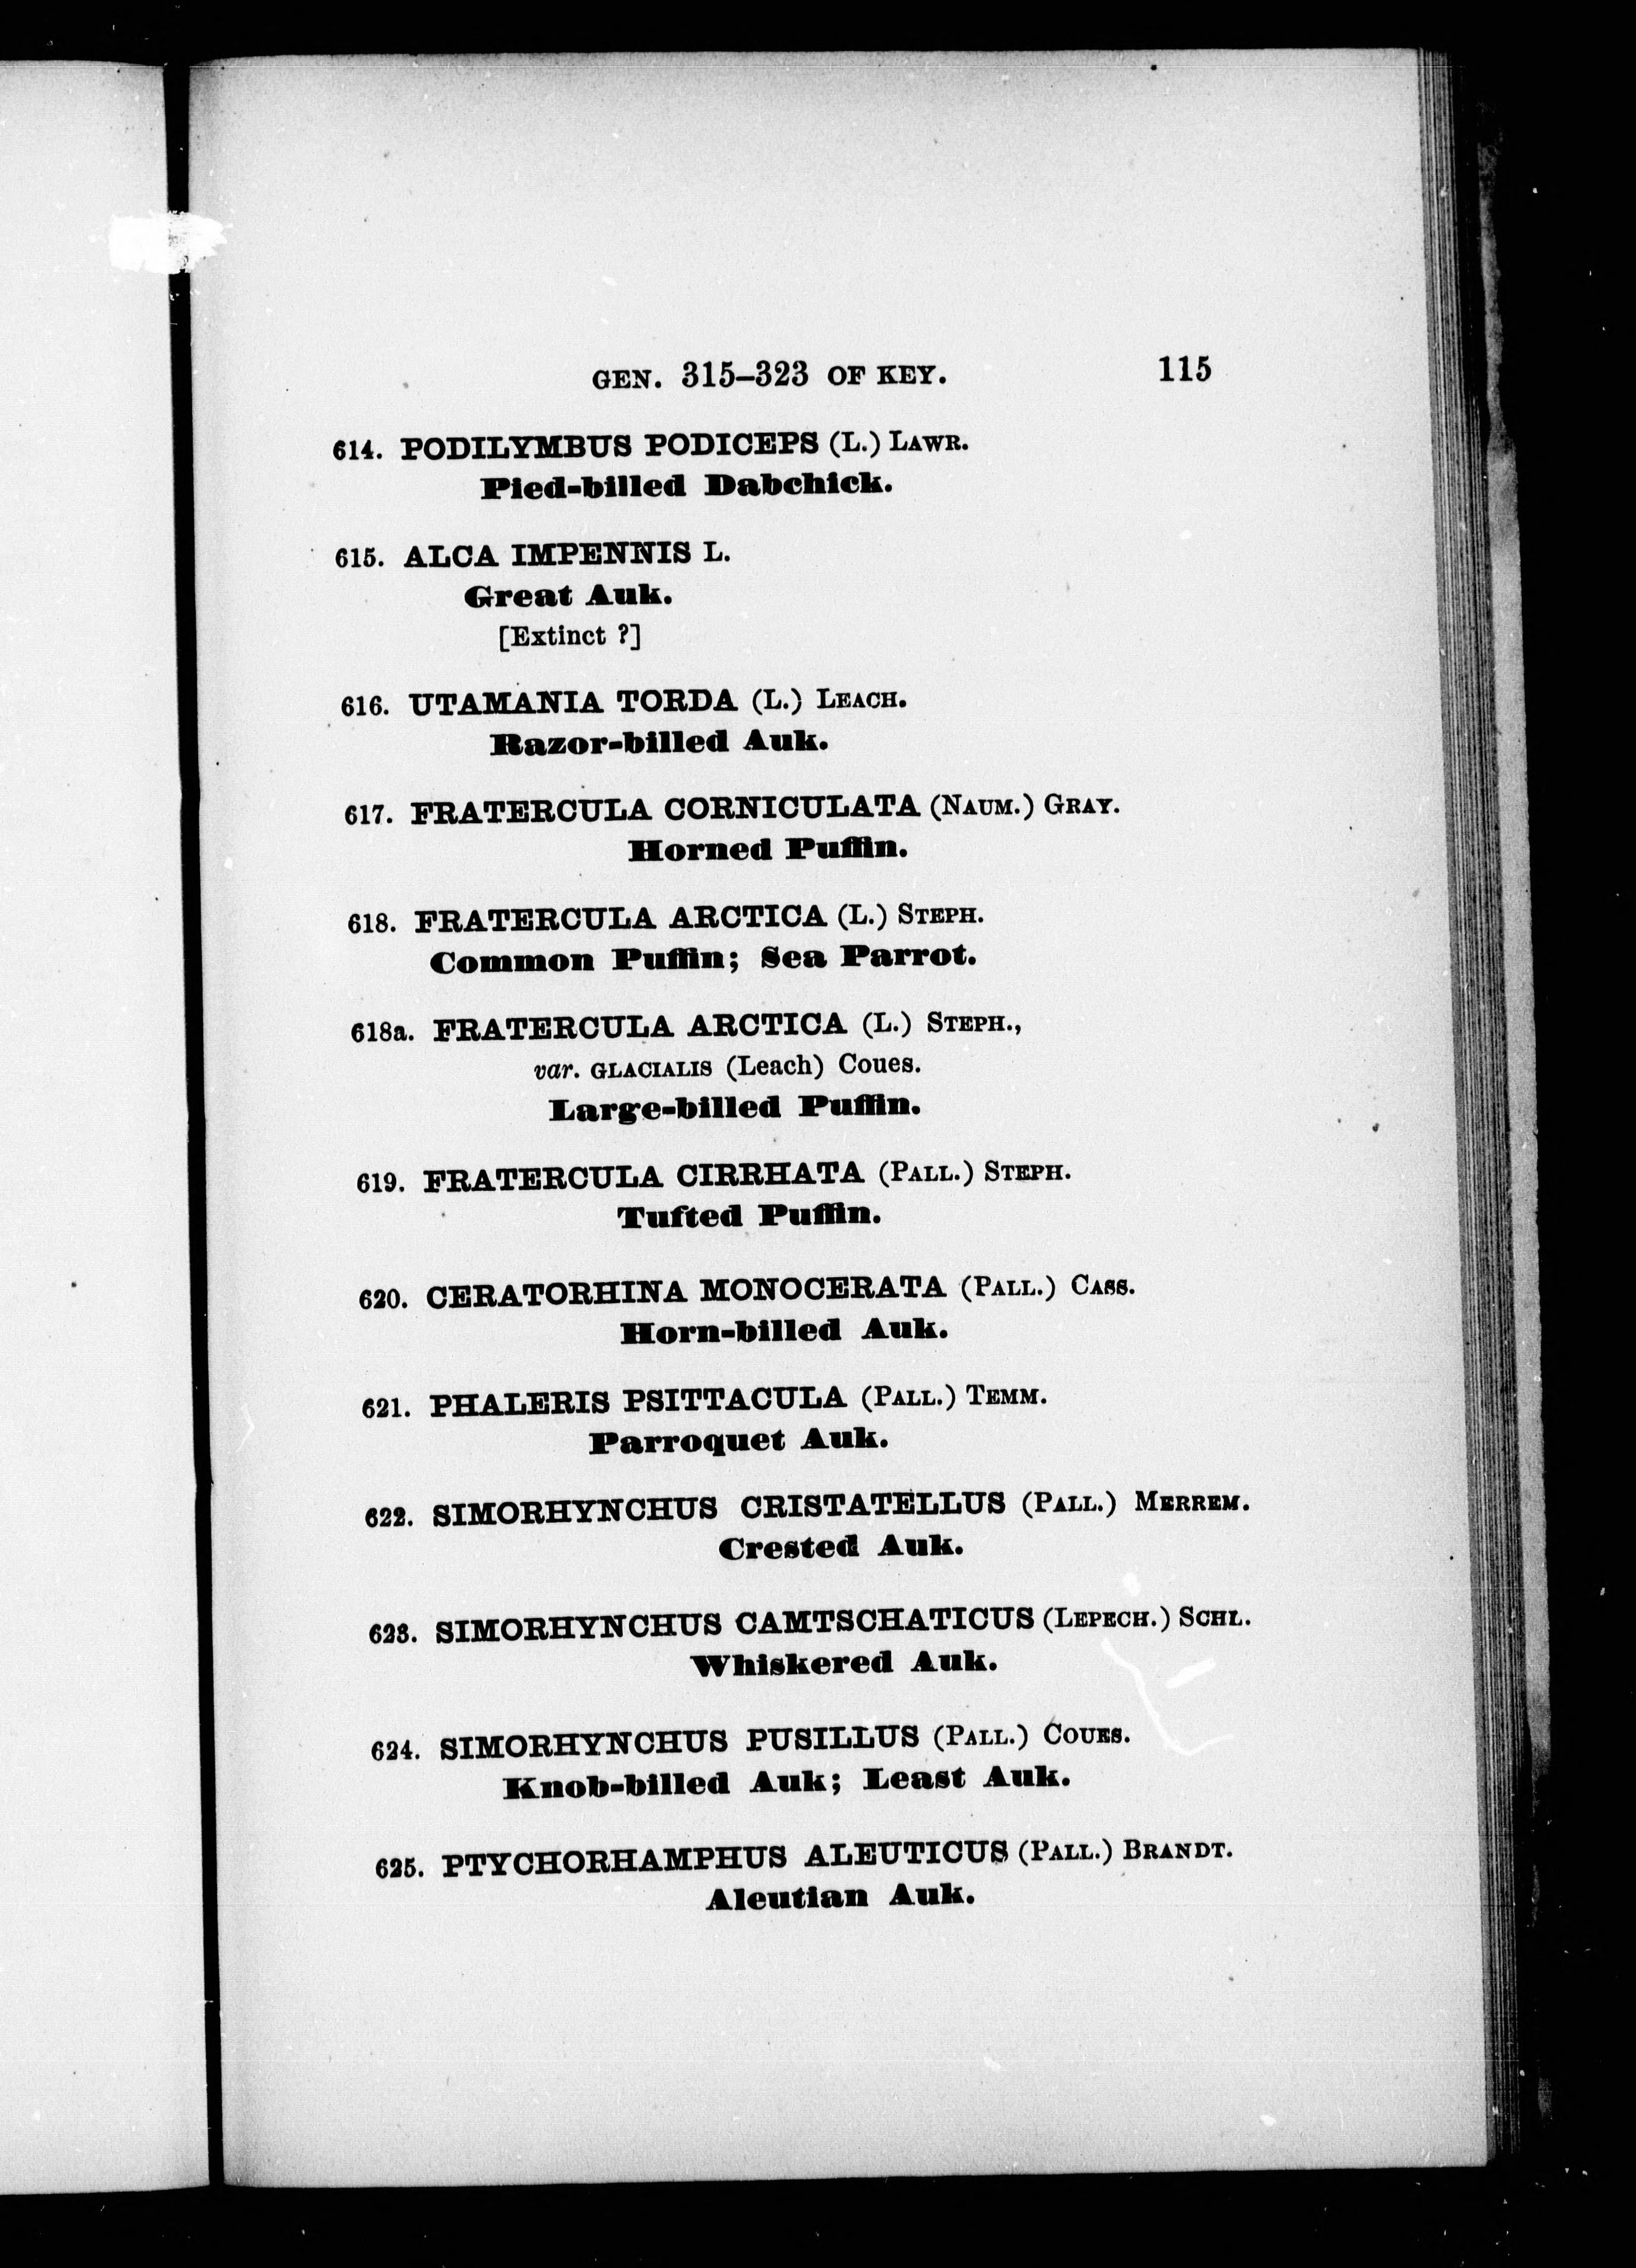 GEN. 315–323 OF KEY. 115
614. PODILYMBUS PODICEPS (L.) LAWR.
Pied-billed Dabchick.
615. ALCA IMPENNIS L.
Great Auk.
[Extinct ?]
616. UTAMANIA TORDA (L.) LEACH.
Razor-billed Auk.
617. FRATERCULA CORNICULATA (NAUM.) GRAY.
Horned Puffin.
618. FRATERCULA ARCTICA (L.) STEPH.
Common Puffin; Sea Parrot.
618a. FRATERCULA ARCTICA (L.) STEPH.,
var. GLACIALIS (Leach) Coues.
Large-billed Puffin.
619. FRATERCULA CIRRHATA (PALL.) STEPH.
Tufted Puffin.
620. CERATORHINA MONOCERATA (PALL.) CASS.
Horn-billed Auk.
621. PHALERIS PSITTACULA (PALL.) TEMM.
Parroquet Auk.
622. SIMORHYNCHUS CRISTATELLUS (PALL.) MERREM.
Crested Auk.
623. SIMORHYNCHUS CAMTSCHATICUS (LEPECH.) SCHL.
Whiskered Auk.
624. SIMORHYNCHUS PUSILLUS (PALL.) COUES.
Knob-billed Auk; Least Auk.
625. PTYCHORHAMPHUS ALEUTICUS (PALL.) BRANDT.
Aleutian Auk.